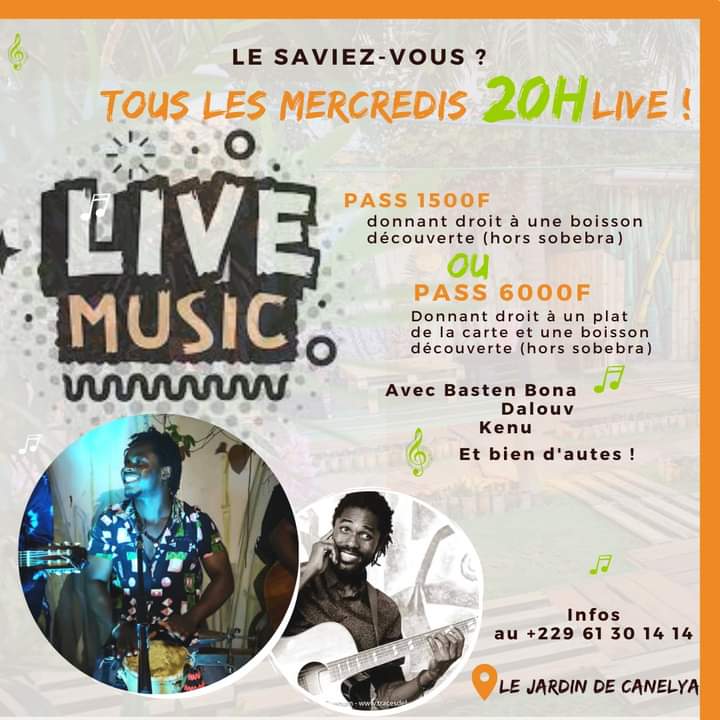 LE SAVIEZ-VOUS ?
TOUS LES MERCREDIS 20H LIVE !
LIVE
MUSIC
PASS 1500F
donnant droit à une boisson
découverte (hors sobebra)
OU
PASS 6000F
Donnant droit à un plat
de la carte et une boisson
découverte (hors sobebra)
Avec Basten Bona
Dalouv
Kenu
Et bien d'autes !
Infos
au +229 61 30 14 14
LE JARDIN DE CANELYA